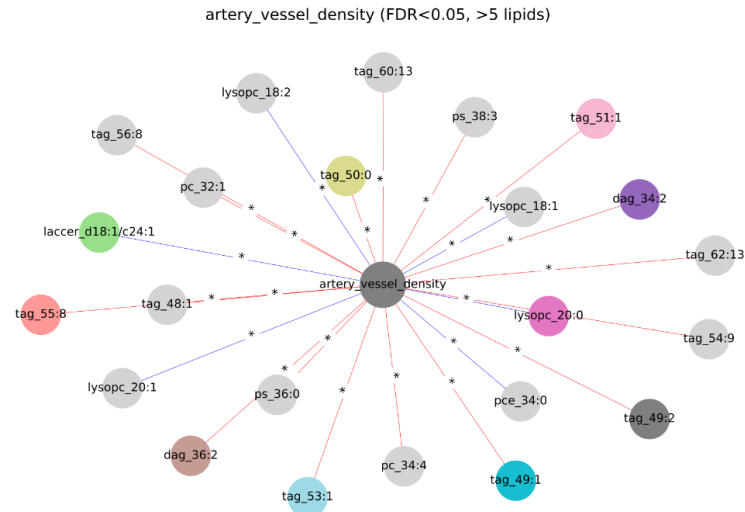 artery_vessel_density (FDR<0.05, >5 lipids)
tag_60:13
lysopc_18:2
ps_38:3
tag_51:1
tag_56:8
tag_50:0
pc_32:1
lysopc_18:1
dag_34:2
laccer_d18:1/c24:1
tag_62:13
artery_vessel_density
tag_48:1
tag_55:8
lysopc_20:0
tag_54:9
lysopc_20:1
ps_36:0
pce_34:0
tag_49:2
dag_36:2
pc_34:4
tag_49:1
tag_53:1